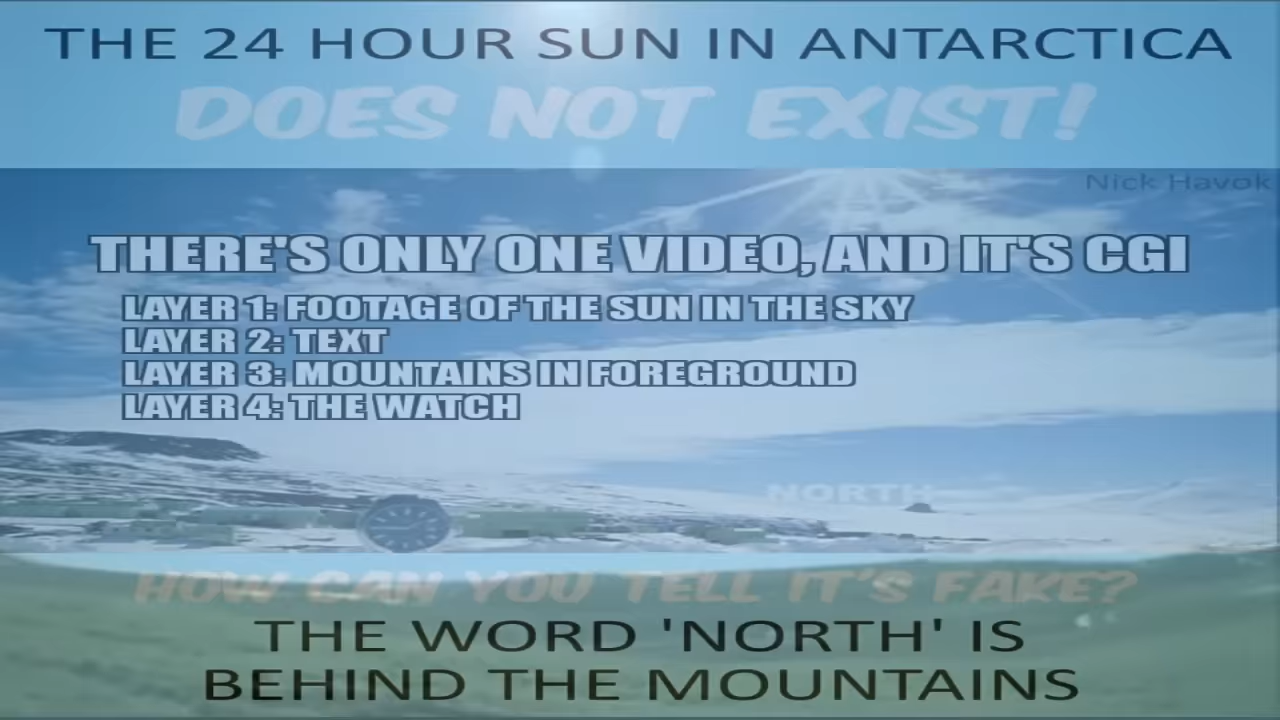 THE 24 HOUR SUN IN ANTARCTICA
DOES NOT EXIST!
Nick Havok
THERE'S ONLY ONE VIDEO, AND IT'S CGI
LAYER 1: FOOTAGE OF THE SUN IN THE SKY
LAYER 2: TEXT
LAYER 3: MOUNTAINS IN FOREGROUND
LAYER 4: THE WATCH
NORTH
HOW CAN YOU TELL IT'S FAKE?
THE WORD 'NORTH' IS
BEHIND THE MOUNTAINS